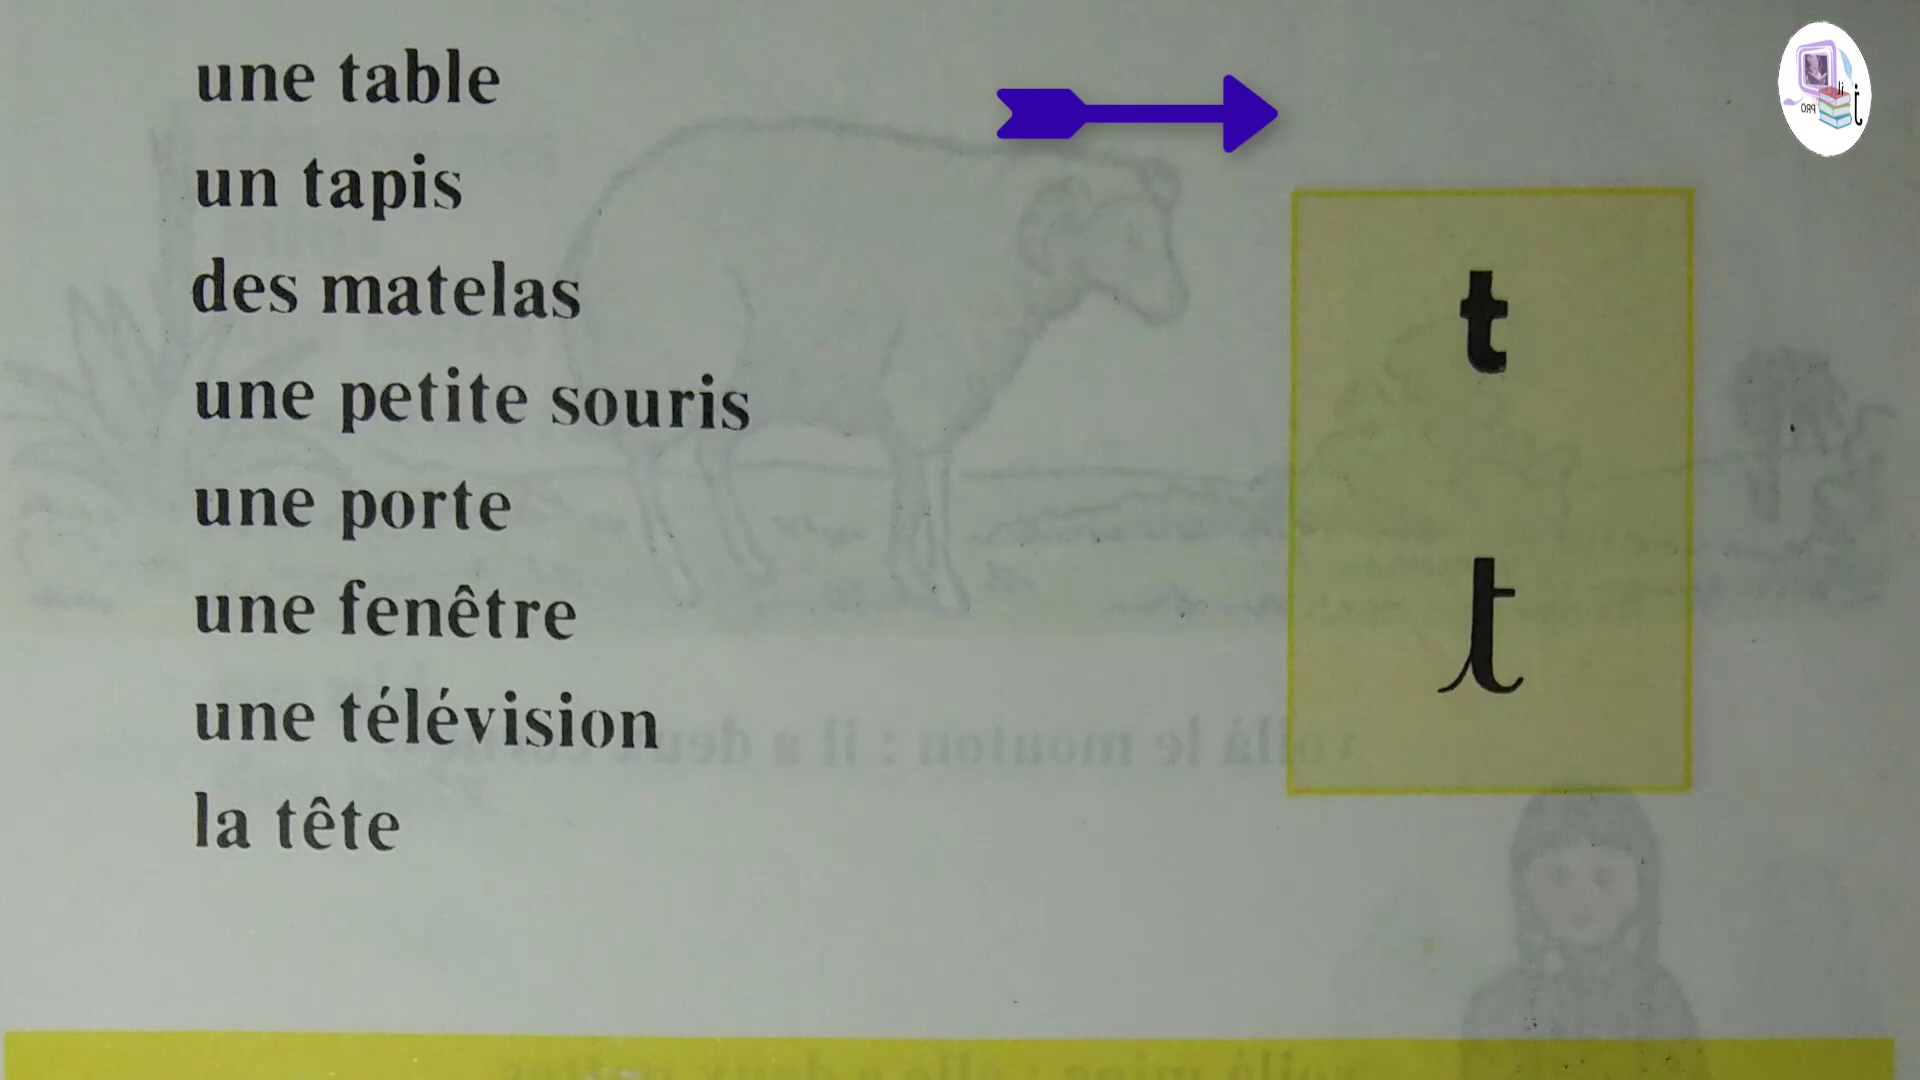 une table
un tapis
des matelas
une petite souris
une porte
une fenêtre
une télévision
la tête
t
t